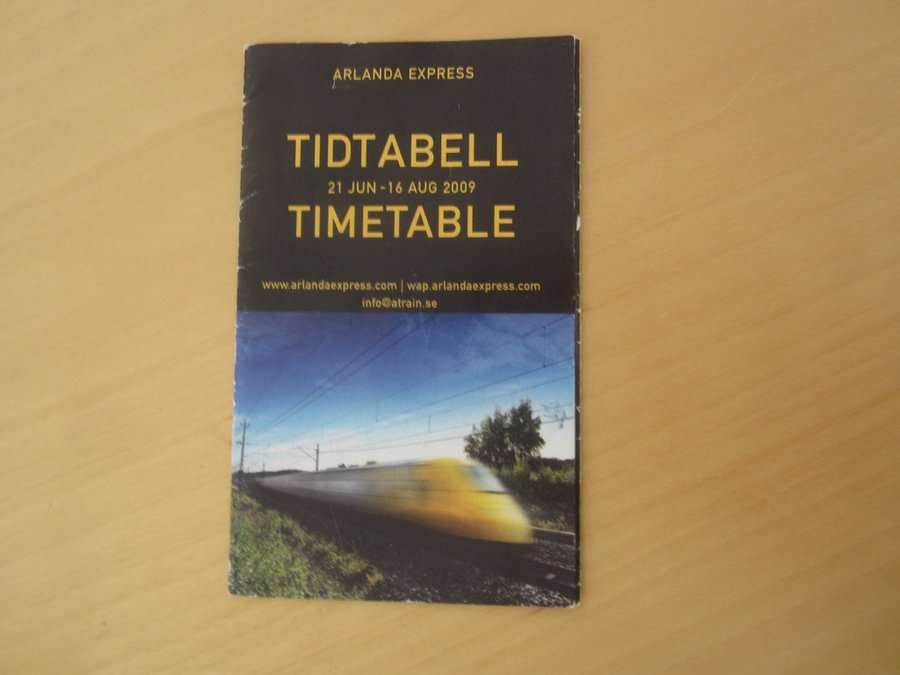 ARLANDA EXPRESS
TIDTABELL
21 JUN - 16 AUG 2009
TIMETABLE
www.arlandaexpress.com | wap.arlandaexpress.com
info@atrain.se